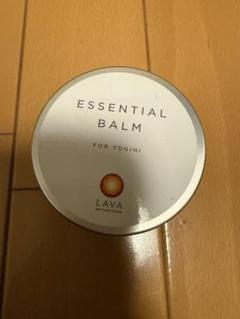 ESSENTIAL
BALM
FOR YOGINI
LAVA